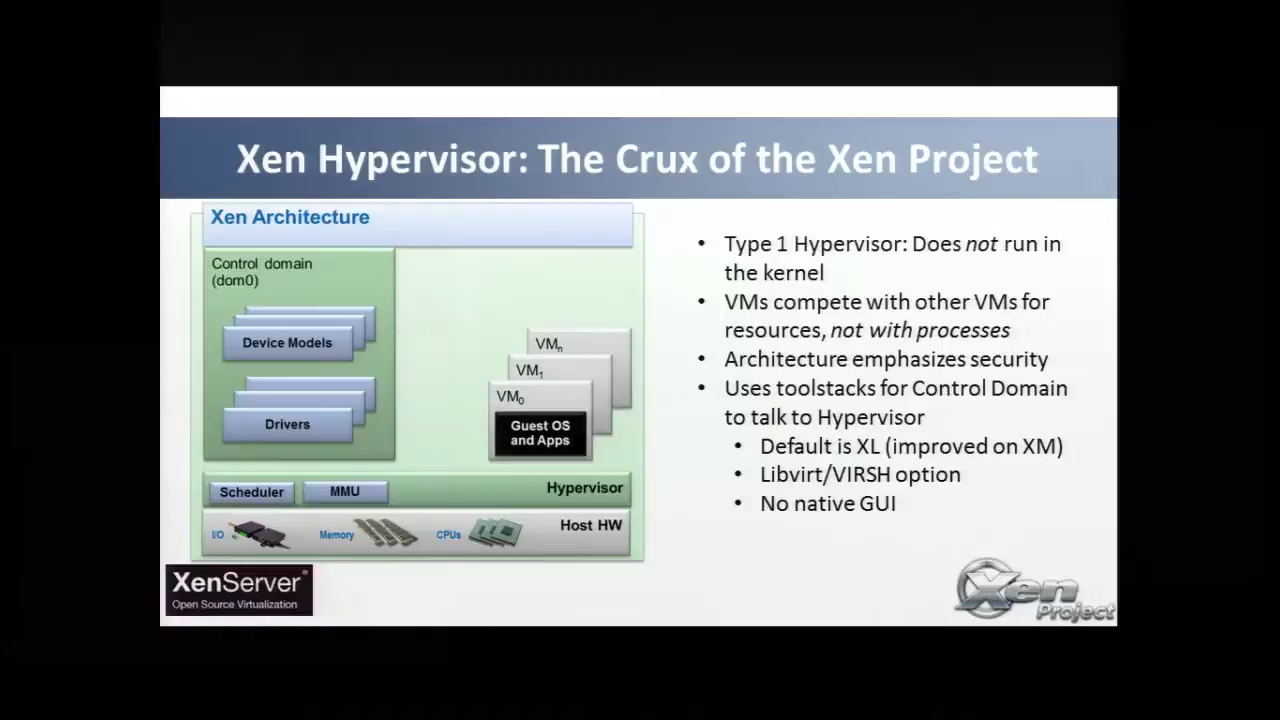 Xen Hypervisor: The Crux of the Xen Project
Xen Architecture
Control domain
(dom0)
Device Models
Drivers
VMn
VM1
VM0
Guest OS
and Apps
Scheduler
MMU
Hypervisor
I/O
Memory
CPUs
Host HW
• Type 1 Hypervisor: Does not run in
the kernel
• VMs compete with other VMs for
resources, not with processes
• Architecture emphasizes security
• Uses toolstacks for Control Domain
to talk to Hypervisor
• Default is XL (improved on XM)
• Libvirt/VIRSH option
• No native GUI
XenServer
Open Source Virtualization
Xen
Project